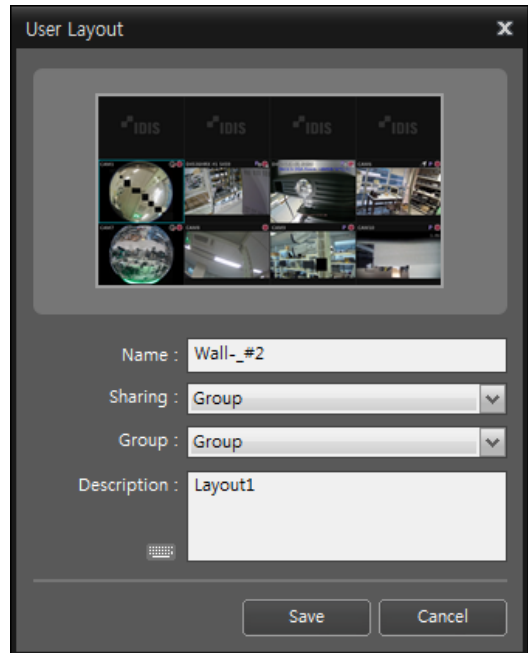 User Layout
IDIS IDIS IDIS IDIS
Name : Wall-_#2
Sharing : Group
Group : Group
Description : Layout1
Save Cancel